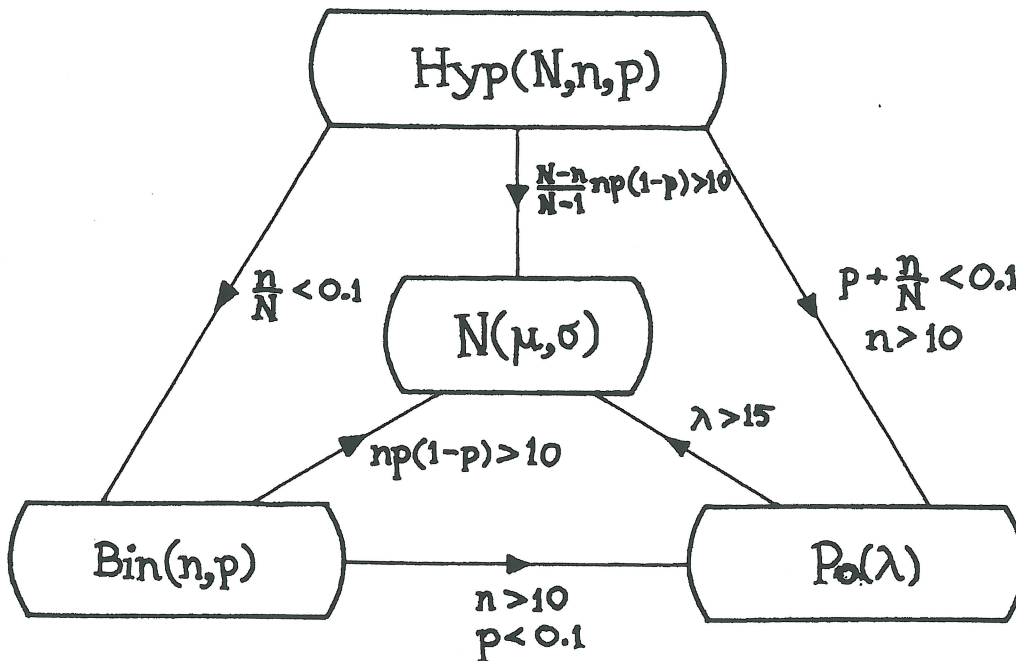 Hyp(N,n,p)
N-n/N-1 np(1-p)>10
n/N <0.1
p+n/N <0.1
n>10
N(μ,σ)
λ>15
np(1-p)>10
Bin(n,p)
Po(λ)
n>10
p<0.1